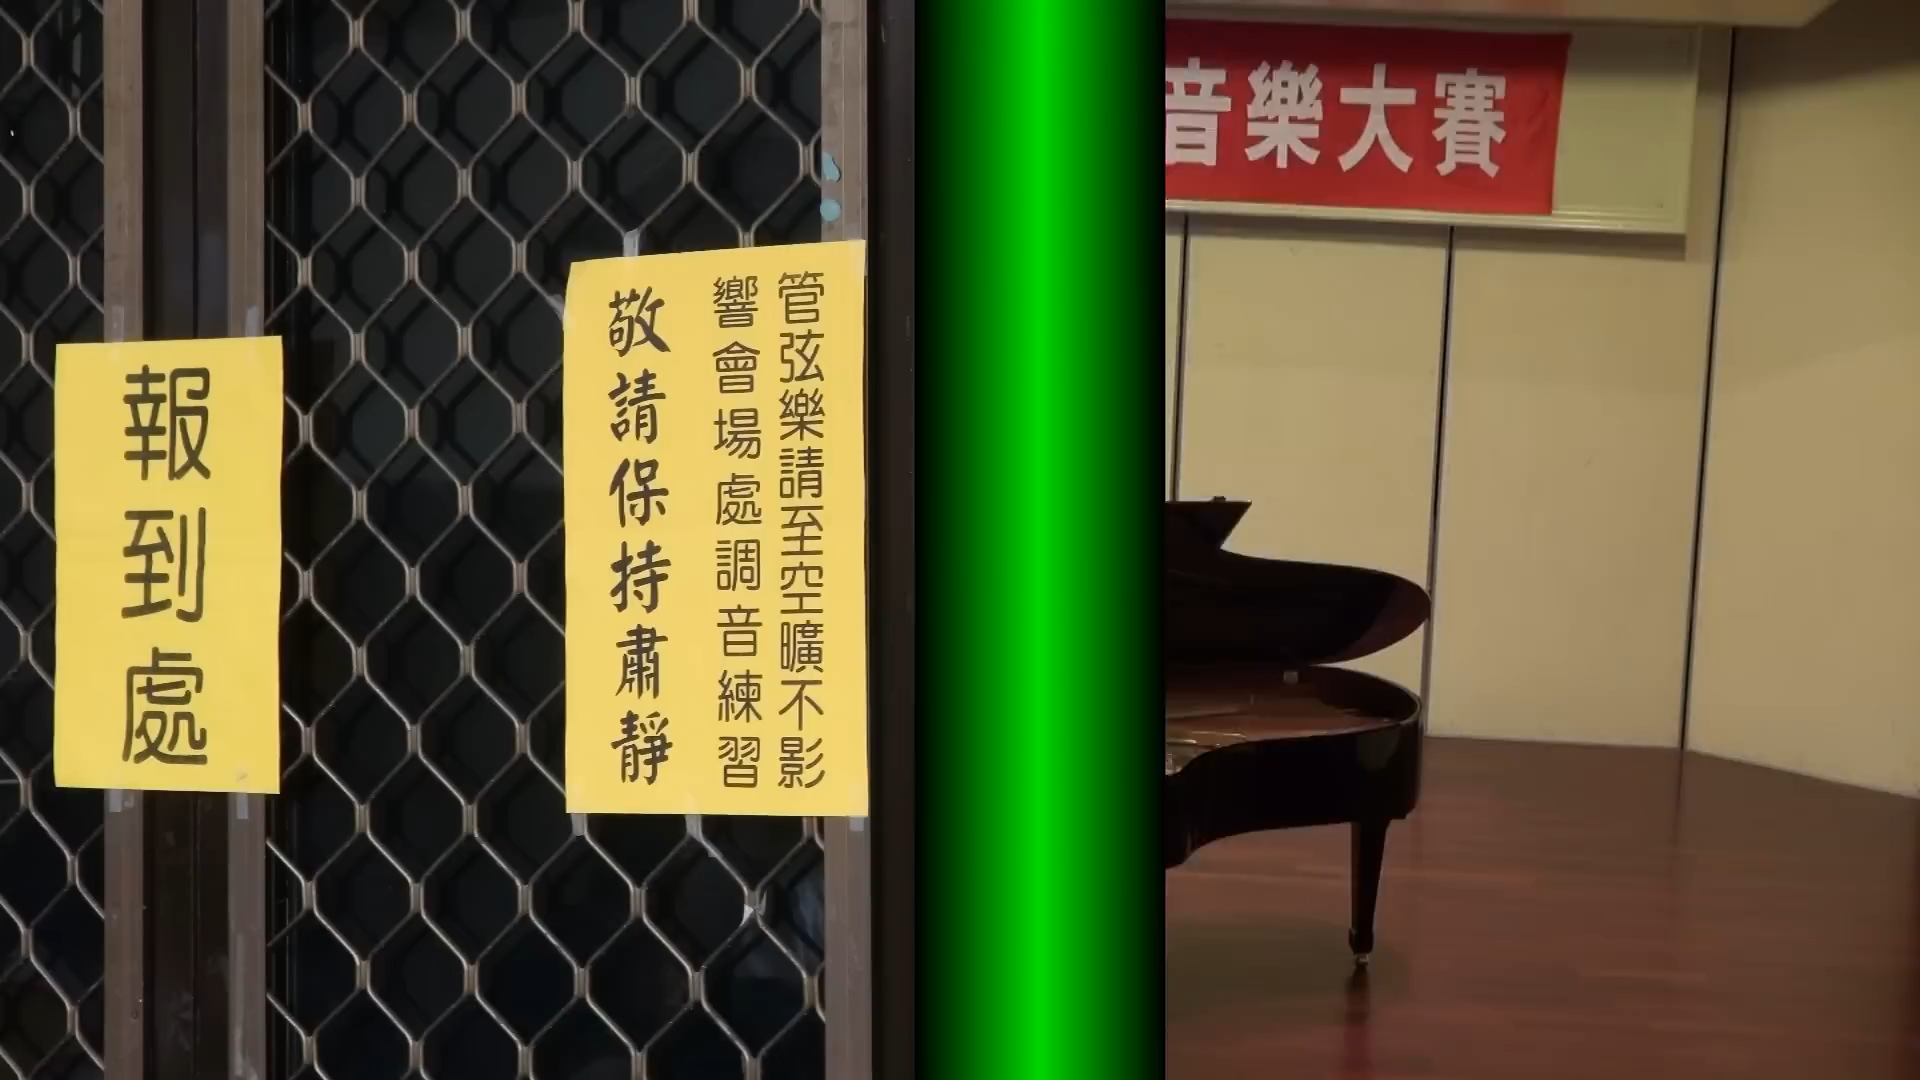 報到處
管弦樂請至空曠不影
響會場處調音練習
敬請保持肅靜
音樂大賽